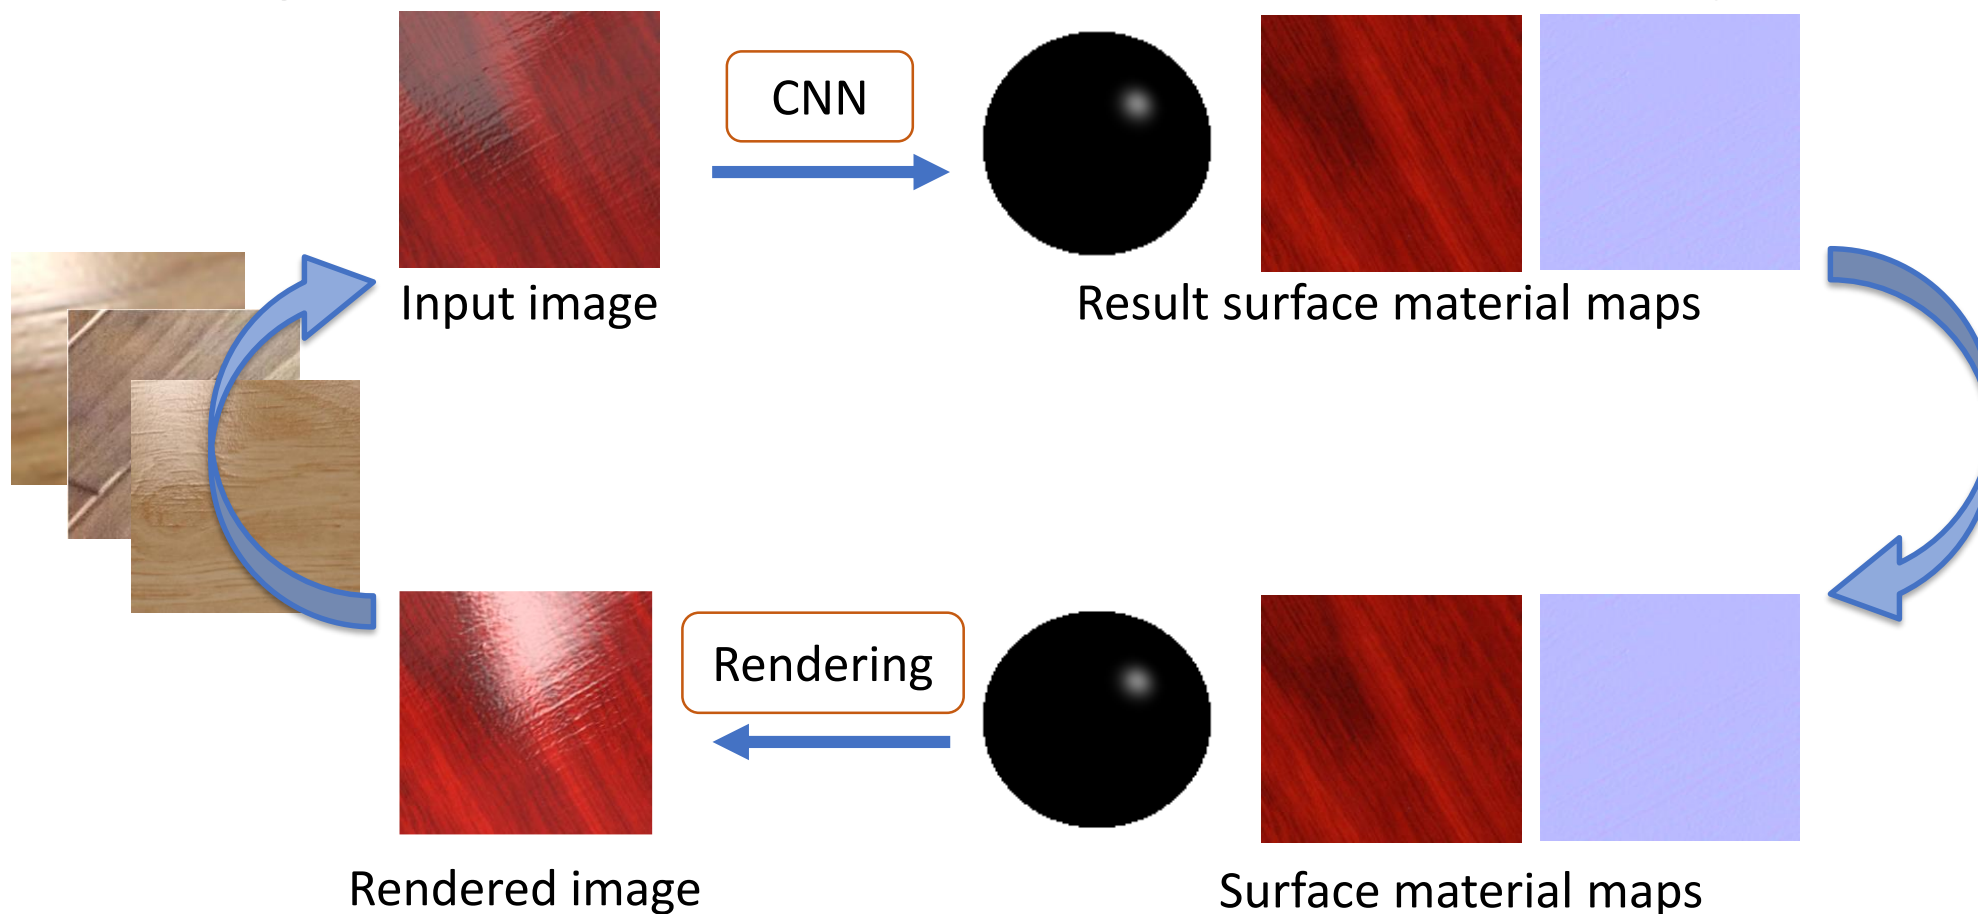 CNN
Input image
Result surface material maps
Rendering
Rendered image
Surface material maps